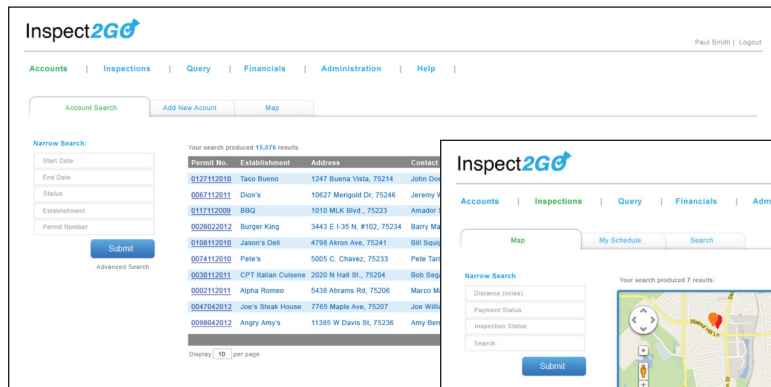 Inspect2GO
Paul Smith | Logout
Accounts | Inspections | Query | Financials | Administration | Help |
Account Search Add New Acount Map
Narrow Search:
Start Date
End Date
Status
Establishment
Permit Number
Submit
Advanced Search
Your search produced 15,076 results.
Permit No. Establishment Address Contact
0127112010 Taco Bueno 1247 Buena Vista, 75214 John Doe
0067112011 Dion's 10627 Merigold Dr, 75246 Jeremy W
0117112009 BBQ 1010 MLK Blvd., 75223 Amador
0026022012 Burger King 3443 E I-35 N, #102, 75234 Barry Ma
0108112010 Jason's Deli 4798 Akron Ave, 75241 Bill Squig
0074112010 Pete's 5005 C. Chavez, 75233 Pete Tari
0030112011 CPT Italian Cuisene 2020 N Hall St., 75204 Bob Sega
0002112011 Alpha Romeo 5438 Abrams Rd, 75206 Marco Ma
0047042012 Joe's Steak House 7765 Maple Ave, 75207 Joe Willi
0098042012 Angry Amy's 11385 W Davis St, 75236 Amy Ber
Display 10 per page
Inspect2GO
Accounts | Inspections | Query | Financials | Adm
Map My Schedule Search
Narrow Search
Distance (miles)
Payment Status
Inspection Status
Search
Submit
Your search produced 7 results.
Walnut Hill Ln